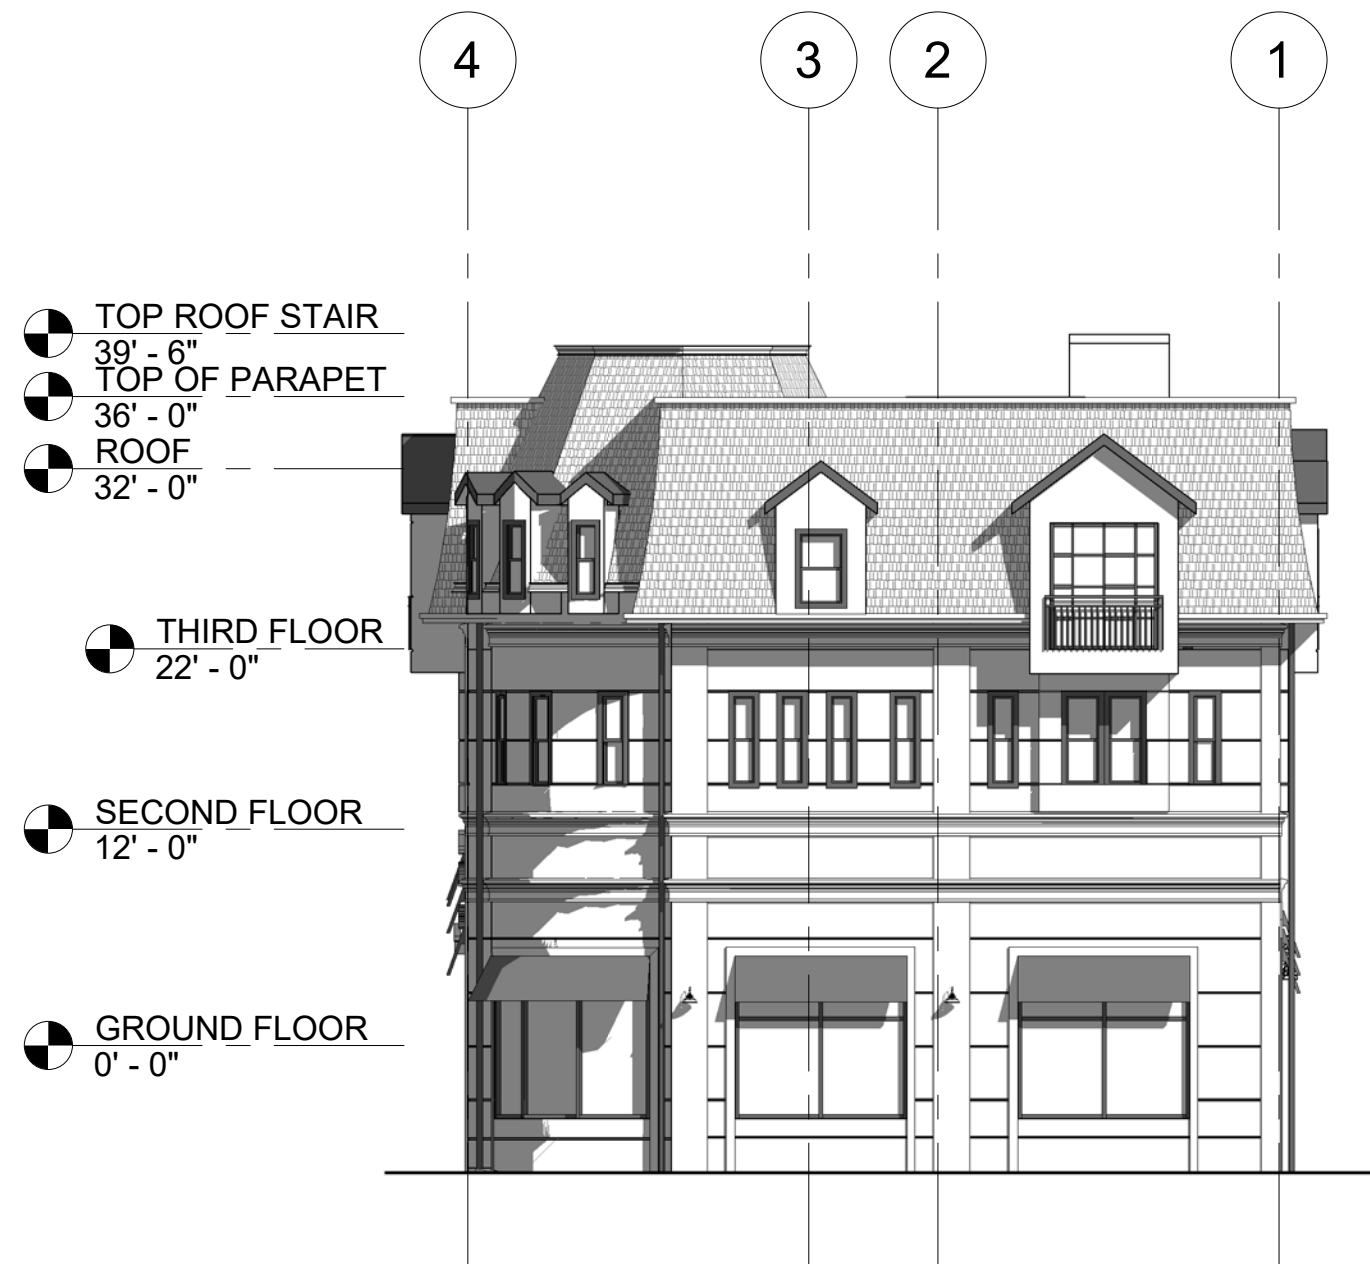 4
3
2
1
TOP ROOF STAIR
39' - 6"
TOP OF PARAPET
36' - 0"
ROOF
32' - 0"
THIRD FLOOR
22' - 0"
SECOND FLOOR
12' - 0"
GROUND FLOOR
0' - 0"